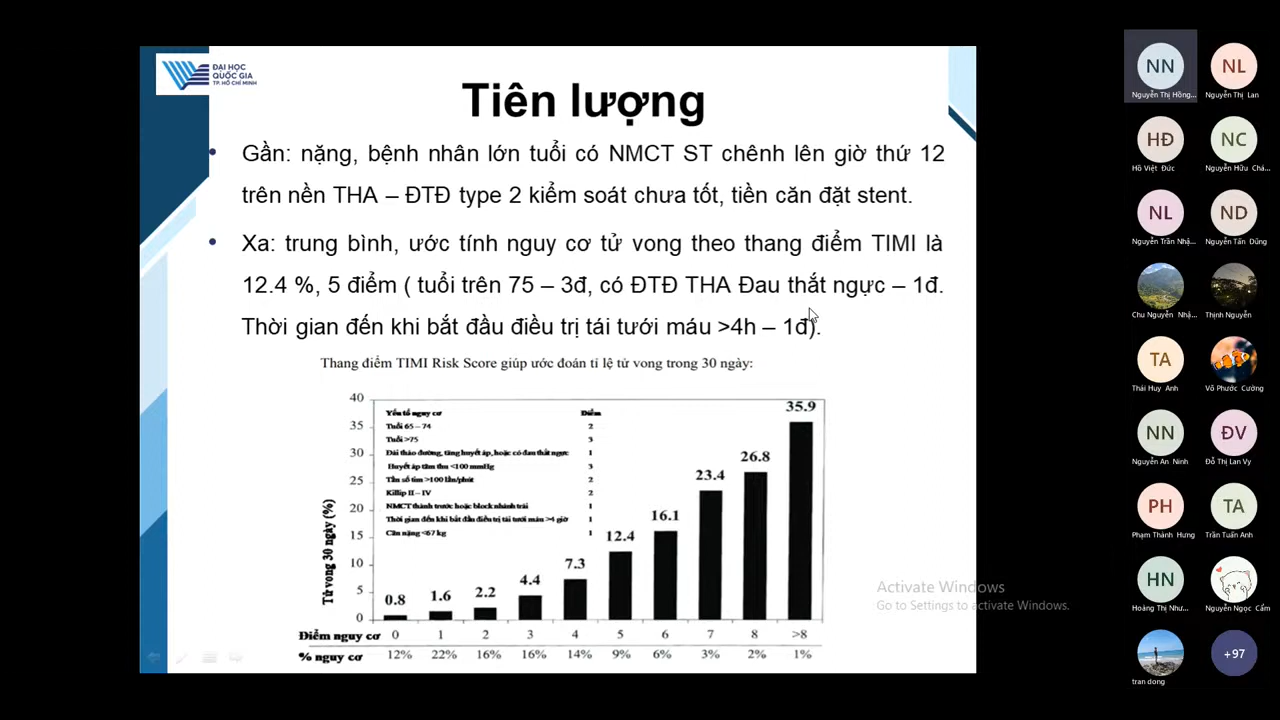 ĐẠI HỌC
QUỐC GIA
TP. HỒ CHÍ MINH
Tiên lượng
• Gần: nặng, bệnh nhân lớn tuổi có NMCT ST chênh lên giờ thứ 12
trên nền THA – ĐTĐ type 2 kiểm soát chưa tốt, tiền căn đặt stent.
• Xa: trung bình, ước tính nguy cơ tử vong theo thang điểm TIMI là
12.4 %, 5 điểm ( tuổi trên 75 – 3đ, có ĐTĐ THA Đau thắt ngực – 1đ.
Thời gian đến khi bắt đầu điều trị tái tưới máu >4h – 1đ).
Thang điểm TIMI Risk Score giúp ước đoán tỉ lệ tử vong trong 30 ngày:
Tử vong 30 ngày (%)
40
35
30
25
20
15
10
5
0
Yếu tố nguy cơ Điểm
Tuổi 65 – 74 2
Tuổi >75 3
Đái tháo đường, tăng huyết áp, hoặc có đau thắt ngực 1
Huyết áp tâm thu <100 mmHg 3
Tần số tim >100 lần/phút 2
Killip II – IV 2
NMCT thành trước hoặc block nhánh trái 1
Thời gian đến khi bắt đầu điều trị tái tưới máu >4 giờ 1
Cân nặng <67 kg 1
0.8 1.6 2.2 4.4 7.3 12.4 16.1 23.4 26.8 35.9
Điểm nguy cơ 0 1 2 3 4 5 6 7 8 >8
% nguy cơ 12% 22% 16% 16% 14% 9% 6% 3% 2% 1%
Activate Windows
Go to Settings to activate Windows.
NN NL
Nguyễn Thị Hồng... Nguyễn Thị Lan
HĐ NC
Hồ Việt Đức Nguyễn Hữu Chá...
NL ND
Nguyễn Trần Nhậ... Nguyễn Tấn Dũng
Chu Nguyễn Nhậ... Thịnh Nguyễn
TA
Thái Huy Anh Võ Phước Cường
NN ĐV
Nguyễn An Ninh Đỗ Thị Lan Vy
PH TA
Phạm Thành Hưng Trần Tuấn Anh
HN
Hoàng Thị Như... Nguyễn Ngọc Cẩm
+97
tran dong